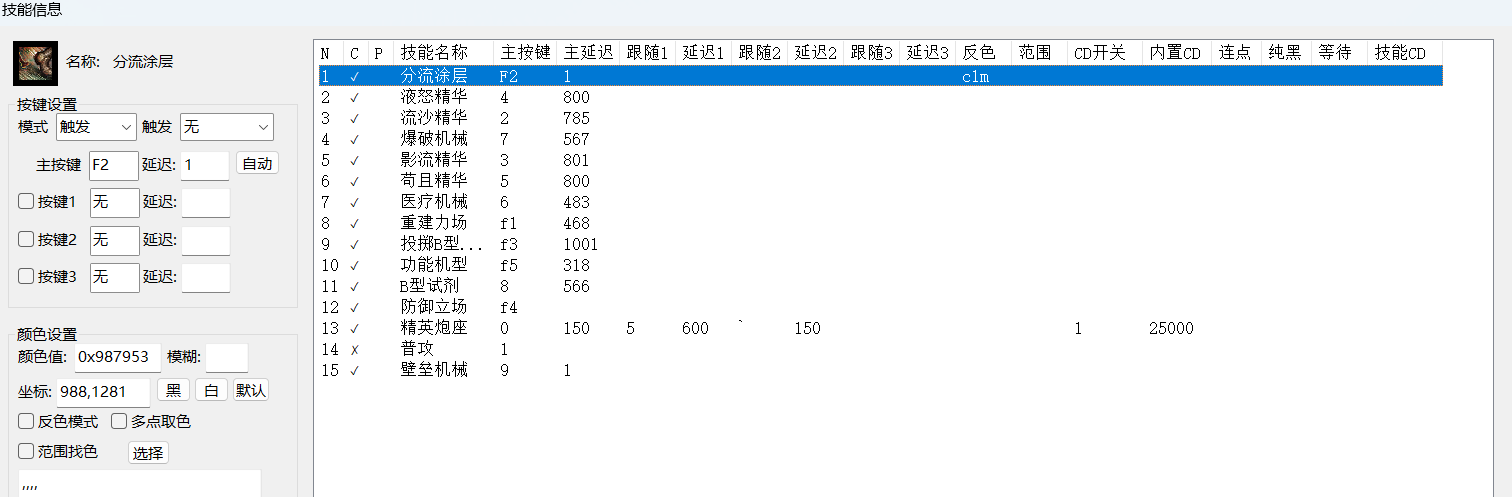 技能信息
名称: 分流涂层
按键设置
模式 触发 触发 无
主按键 F2 延迟: 1 自动
按键1 无 延迟:
按键2 无 延迟:
按键3 无 延迟:
颜色设置
颜色值: 0x987953 模糊:
坐标: 988,1281 黑 白 默认
反色模式 多点取色
范围找色 选择
,,,,
N C P 技能名称 主按键 主延迟 跟随1 延迟1 跟随2 延迟2 跟随3 延迟3 反色 范围 CD开关 内置CD 连点 纯黑 等待 技能CD
1 ✓ 分流涂层 F2 1 clm
2 ✓ 液怒精华 4 800
3 ✓ 流沙精华 2 785
4 ✓ 爆破机械 7 567
5 ✓ 影流精华 3 801
6 ✓ 苟且精华 5 800
7 ✓ 医疗机械 6 483
8 ✓ 重建力场 f1 468
9 ✓ 投掷B型... f3 1001
10 ✓ 功能机型 f5 318
11 ✓ B型试剂 8 566
12 ✓ 防御立场 f4
13 ✓ 精英炮座 0 150 5 600 ` 150 1 25000
14 ✗ 普攻 1
15 ✓ 壁垒机械 9 1